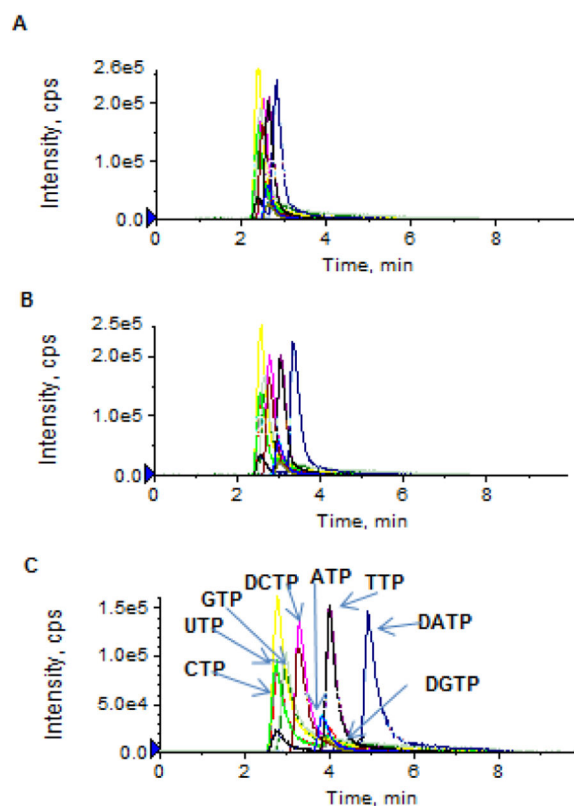 A
Intensity, cps
2.6e5
2.0e5
1.0e5
0.0
0 2 4 6 8
Time, min
B
Intensity, cps
2.5e5
2.0e5
1.0e5
0.0
0 2 4 6 8
Time, min
C
Intensity, cps
1.5e5
1.0e5
5.0e4
0.0
DCTP
ATP
TTP
GTP
UTP
DATP
CTP
DGTP
0 2 4 6 8
Time, min